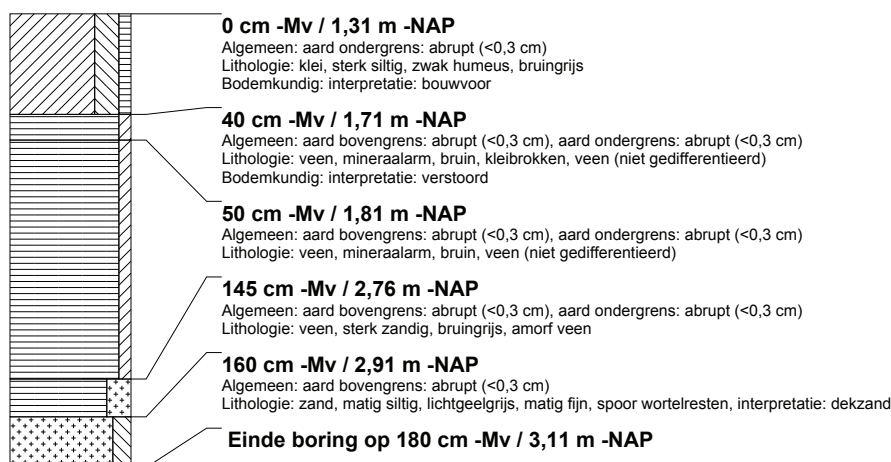 0 cm -Mv / 1,31 m -NAP
Algemeen: aard ondergrens: abrupt (<0,3 cm)
Lithologie: klei, sterk siltig, zwak humeus, bruingrijs
Bodemkundig: interpretatie: bouwvoor
40 cm -Mv / 1,71 m -NAP
Algemeen: aard bovengrens: abrupt (<0,3 cm), aard ondergrens: abrupt (<0,3 cm)
Lithologie: veen, mineraalarm, bruin, kleibrokken, veen (niet gedifferentieerd)
Bodemkundig: interpretatie: verstoord
50 cm -Mv / 1,81 m -NAP
Algemeen: aard bovengrens: abrupt (<0,3 cm), aard ondergrens: abrupt (<0,3 cm)
Lithologie: veen, mineraalarm, bruin, veen (niet gedifferentieerd)
145 cm -Mv / 2,76 m -NAP
Algemeen: aard bovengrens: abrupt (<0,3 cm), aard ondergrens: abrupt (<0,3 cm)
Lithologie: veen, sterk zandig, bruingrijs, amorf veen
160 cm -Mv / 2,91 m -NAP
Algemeen: aard bovengrens: abrupt (<0,3 cm)
Lithologie: zand, matig siltig, lichtgeelgrijs, matig fijn, spoor wortelresten, interpretatie: dekzand
Einde boring op 180 cm -Mv / 3,11 m -NAP